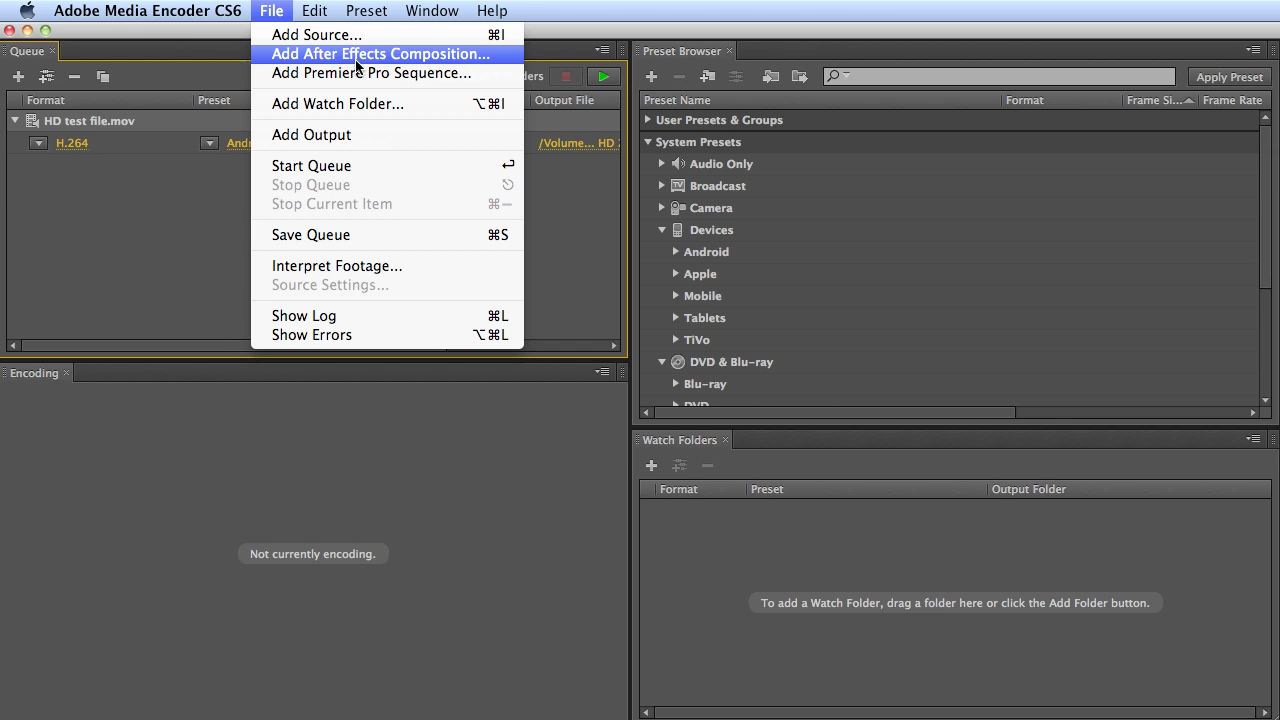 Adobe Media Encoder CS6 File Edit Preset Window Help
Queue
Format Preset Output File
HD test file.mov
H.264 /Volume... HD
Add Source... ⌘I
Add After Effects Composition...
Add Premiere Pro Sequence...
Add Watch Folder... ⌥⌘I
Add Output
Start Queue
Stop Queue
Stop Current Item ⌘−
Save Queue ⌘S
Interpret Footage...
Source Settings...
Show Log ⌘L
Show Errors ⌥⌘L
Encoding
Not currently encoding.
Preset Browser
Apply Preset
Preset Name Format Frame Si... Frame Rate
User Presets & Groups
System Presets
Audio Only
TV Broadcast
Camera
Devices
Android
Apple
Mobile
Tablets
TiVo
DVD & Blu-ray
Blu-ray
DVD
Watch Folders
Format Preset Output Folder
To add a Watch Folder, drag a folder here or click the Add Folder button.